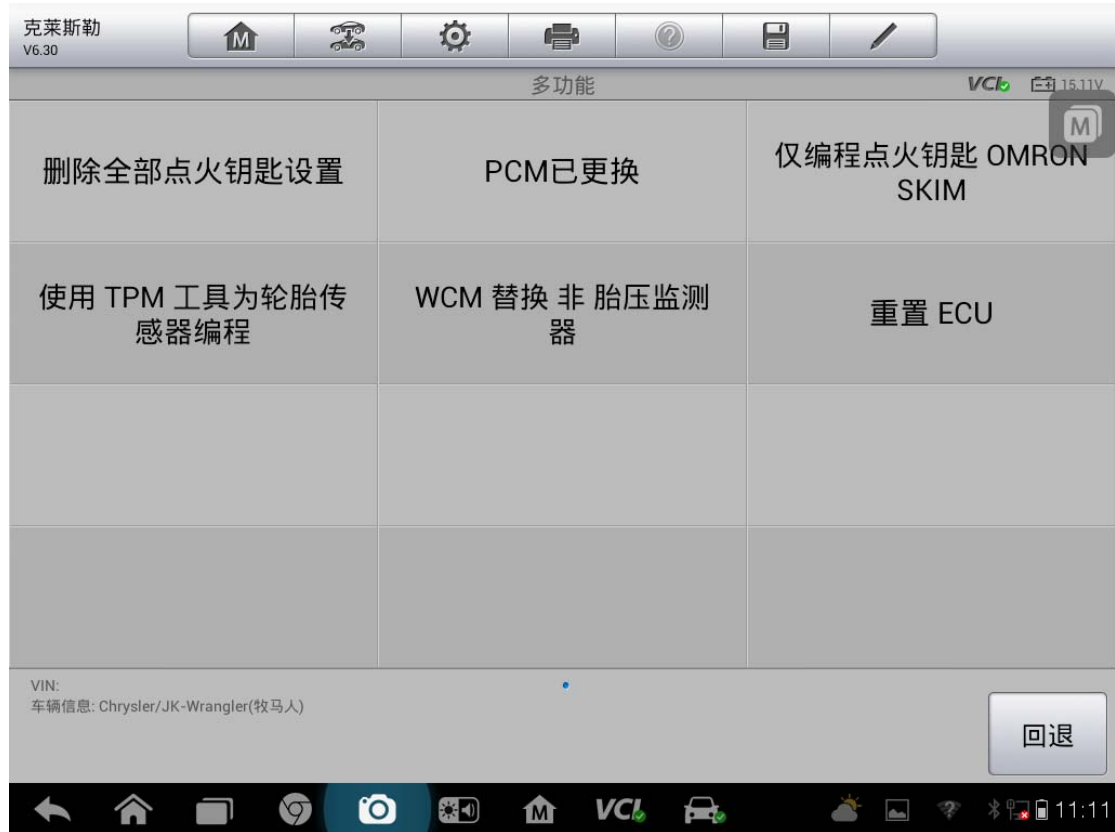 克莱斯勒
V6.30
M
多功能
VCI
15.11V
M
删除全部点火钥匙设置
PCM已更换
仅编程点火钥匙 OMRON
SKIM
使用 TPM 工具为轮胎传
感器编程
WCM 替换 非 胎压监测
器
重置 ECU
VIN:
车辆信息: Chrysler/JK-Wrangler(牧马人)
回退
M
VCI
11:11